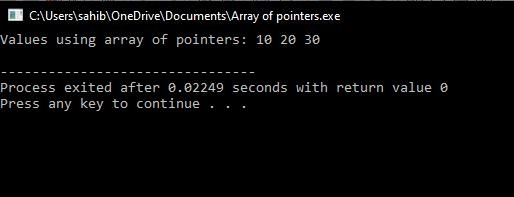 C:\Users\sahib\OneDrive\Documents\Array of pointers.exe
Values using array of pointers: 10 20 30
--------------------------------
Process exited after 0.02249 seconds with return value 0
Press any key to continue . . .